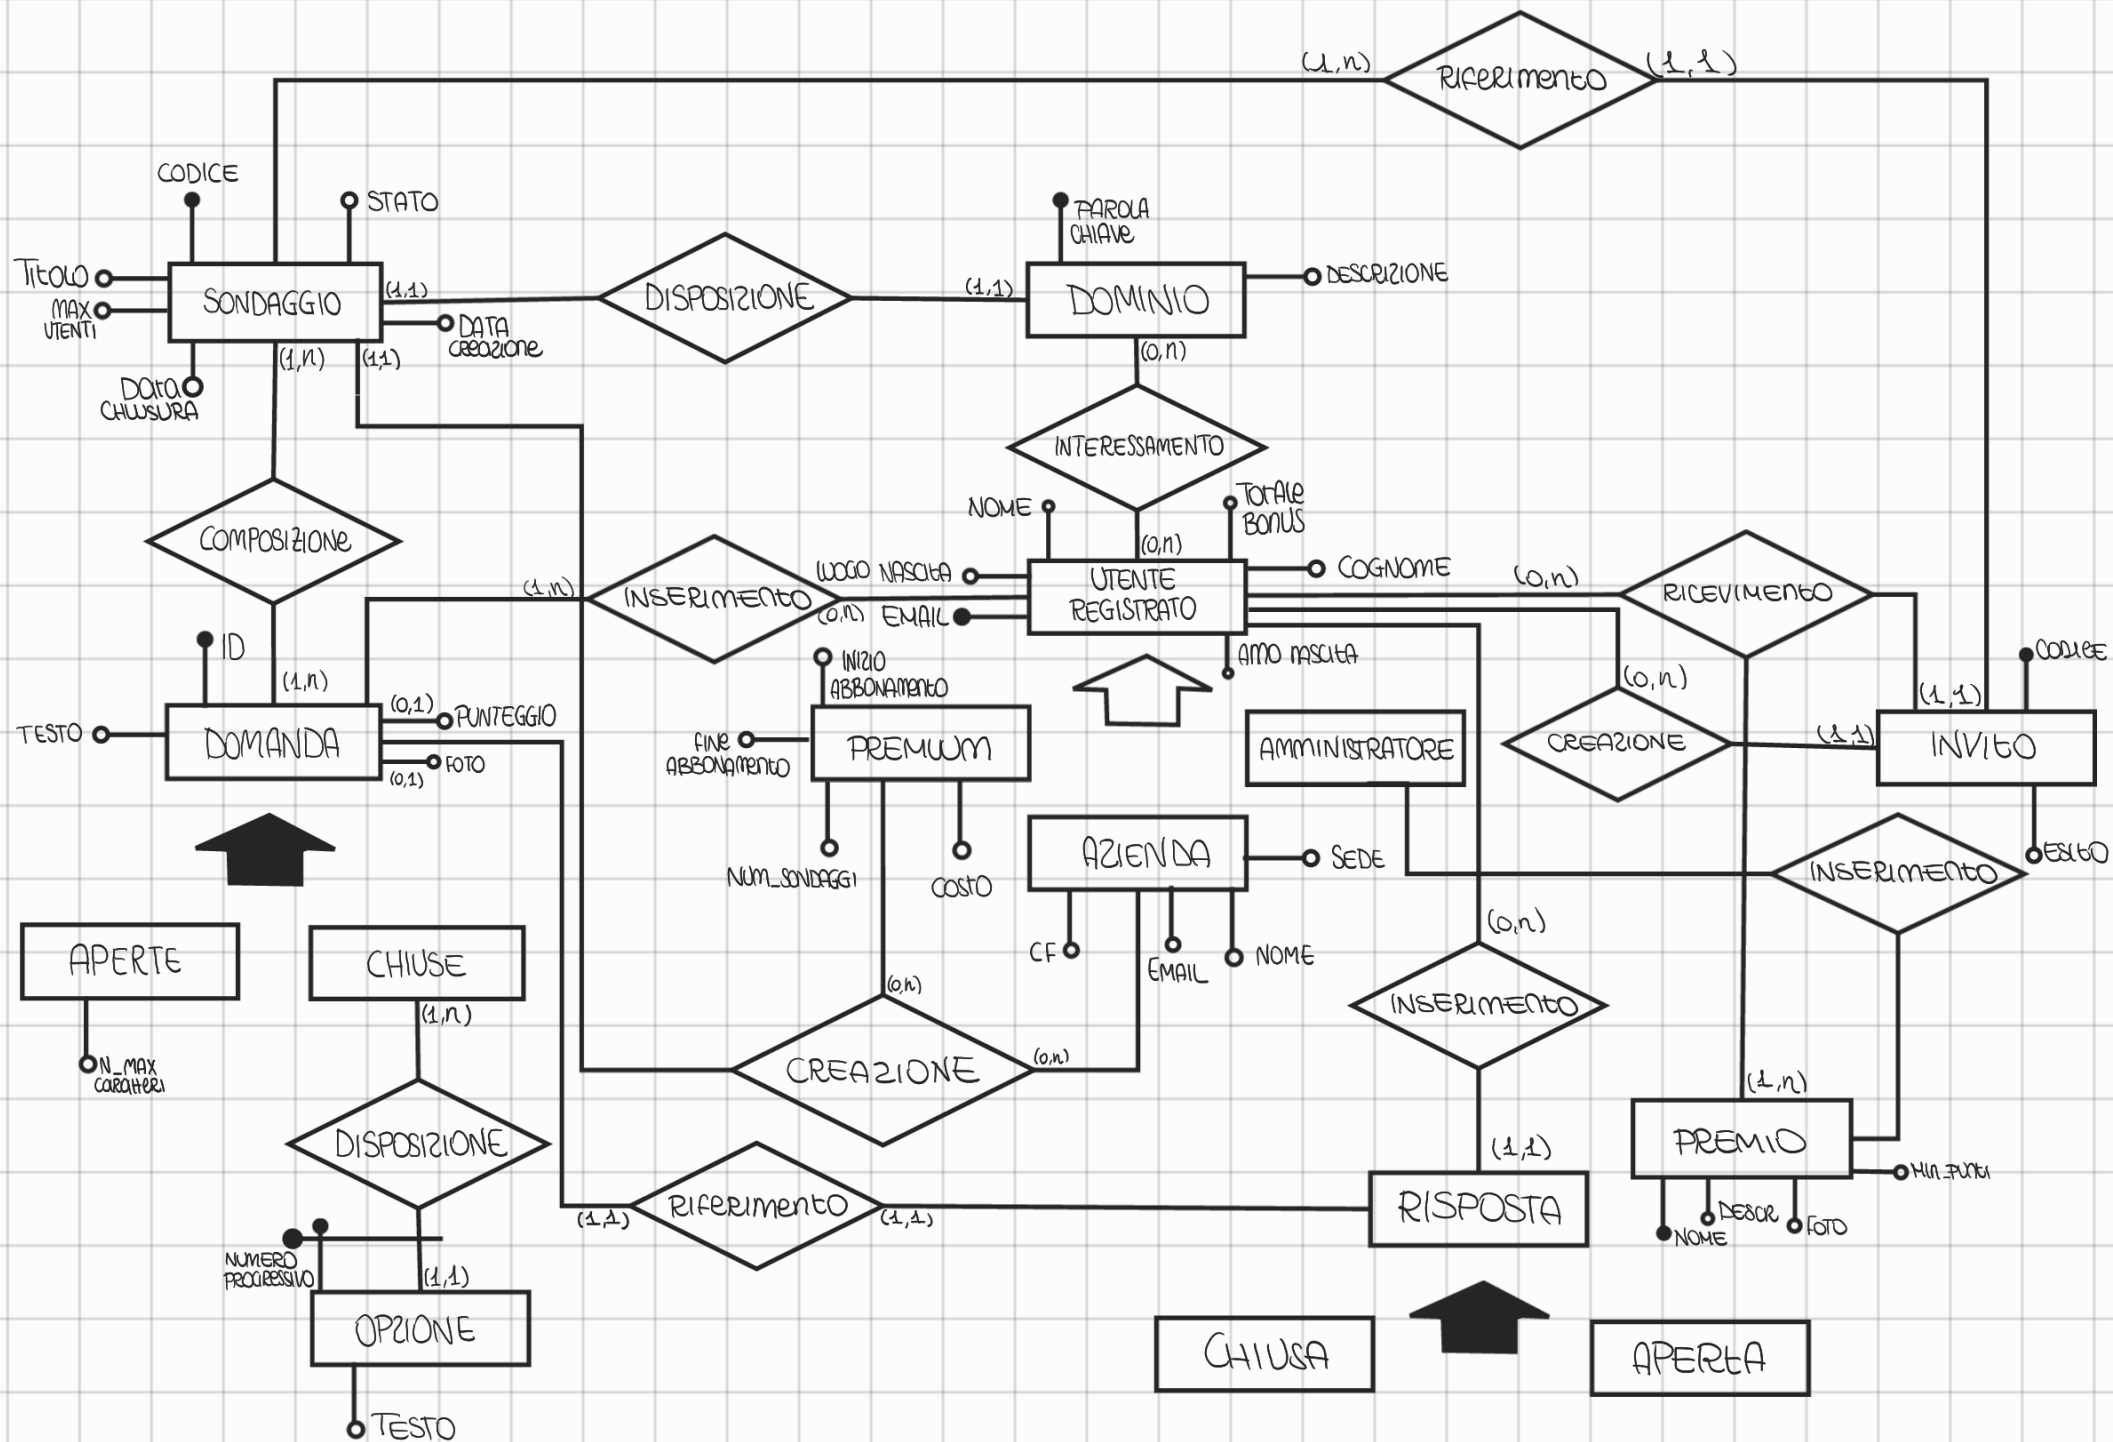 (1,n)
RIFERIMENTO
(1,1)
CODICE
STATO
TITOLO
MAX
UTENTI
SONDAGGIO
(1,1)
DATA
CREAZIONE
DATA
CHIUSURA
(1,n)
(1,1)
DISPOSIZIONE
(1,1)
PAROLA
CHIAVE
DOMINIO
DESCRIZIONE
(0,n)
INTERESSAMENTO
(0,n)
COMPOSIZIONE
(1,n)
INSERIMENTO
(0,n)
NOME
TOTALE
BONUS
LUOGO NASCITA
EMAIL
UTENTE
REGISTRATO
COGNOME
ANNO NASCITA
(0,n)
RICEVIMENTO
(1,1)
(0,n)
CREAZIONE
(1,1)
CODICE
INVITO
ESITO
ID
(1,n)
TESTO
DOMANDA
(0,1)
PUNTEGGIO
FOTO
(0,1)
INIZIO
ABBONAMENTO
FINE
ABBONAMENTO
PREMIUM
NUM_SONDAGGI
COSTO
AMMINISTRATORE
AZIENDA
SEDE
CF
EMAIL
NOME
INSERIMENTO
APERTE
N_MAX
CARATTERI
CHIUSE
(1,n)
DISPOSIZIONE
(0,n)
CREAZIONE
(0,n)
(0,n)
INSERIMENTO
(1,1)
(1,n)
PREMIO
MIN_PUNTI
NOME
DESCR
FOTO
(1,1)
RIFERIMENTO
(1,1)
RISPOSTA
NUMERO
PROGRESSIVO
(1,1)
OPZIONE
TESTO
CHIUSA
APERTA